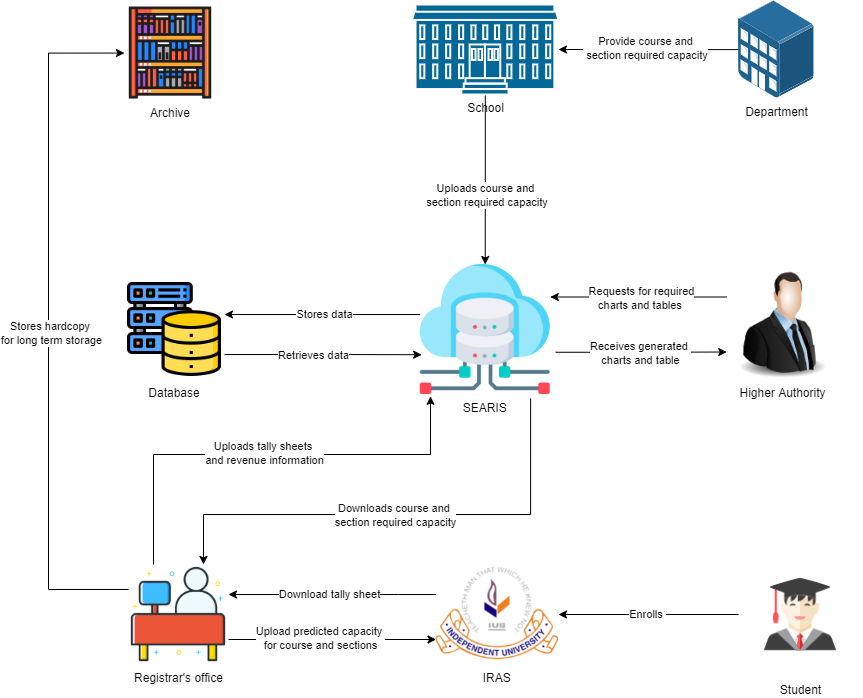 Archive
School
Provide course and
section required capacity
Department
Uploads course and
section required capacity
Stores hardcopy
for long term storage
Stores data
Retrieves data
Database
SEARIS
Requests for required
charts and tables
Receives generated
charts and table
Higher Authority
Uploads tally sheets
and revenue information
Downloads course and
section required capacity
Download tally sheet
Upload predicted capacity
for course and sections
Registrar's office
TEACHETH MAN THAT WHICH HE KNEW NOT
IUB
INDEPENDENT UNIVERSITY
IRAS
Enrolls
Student